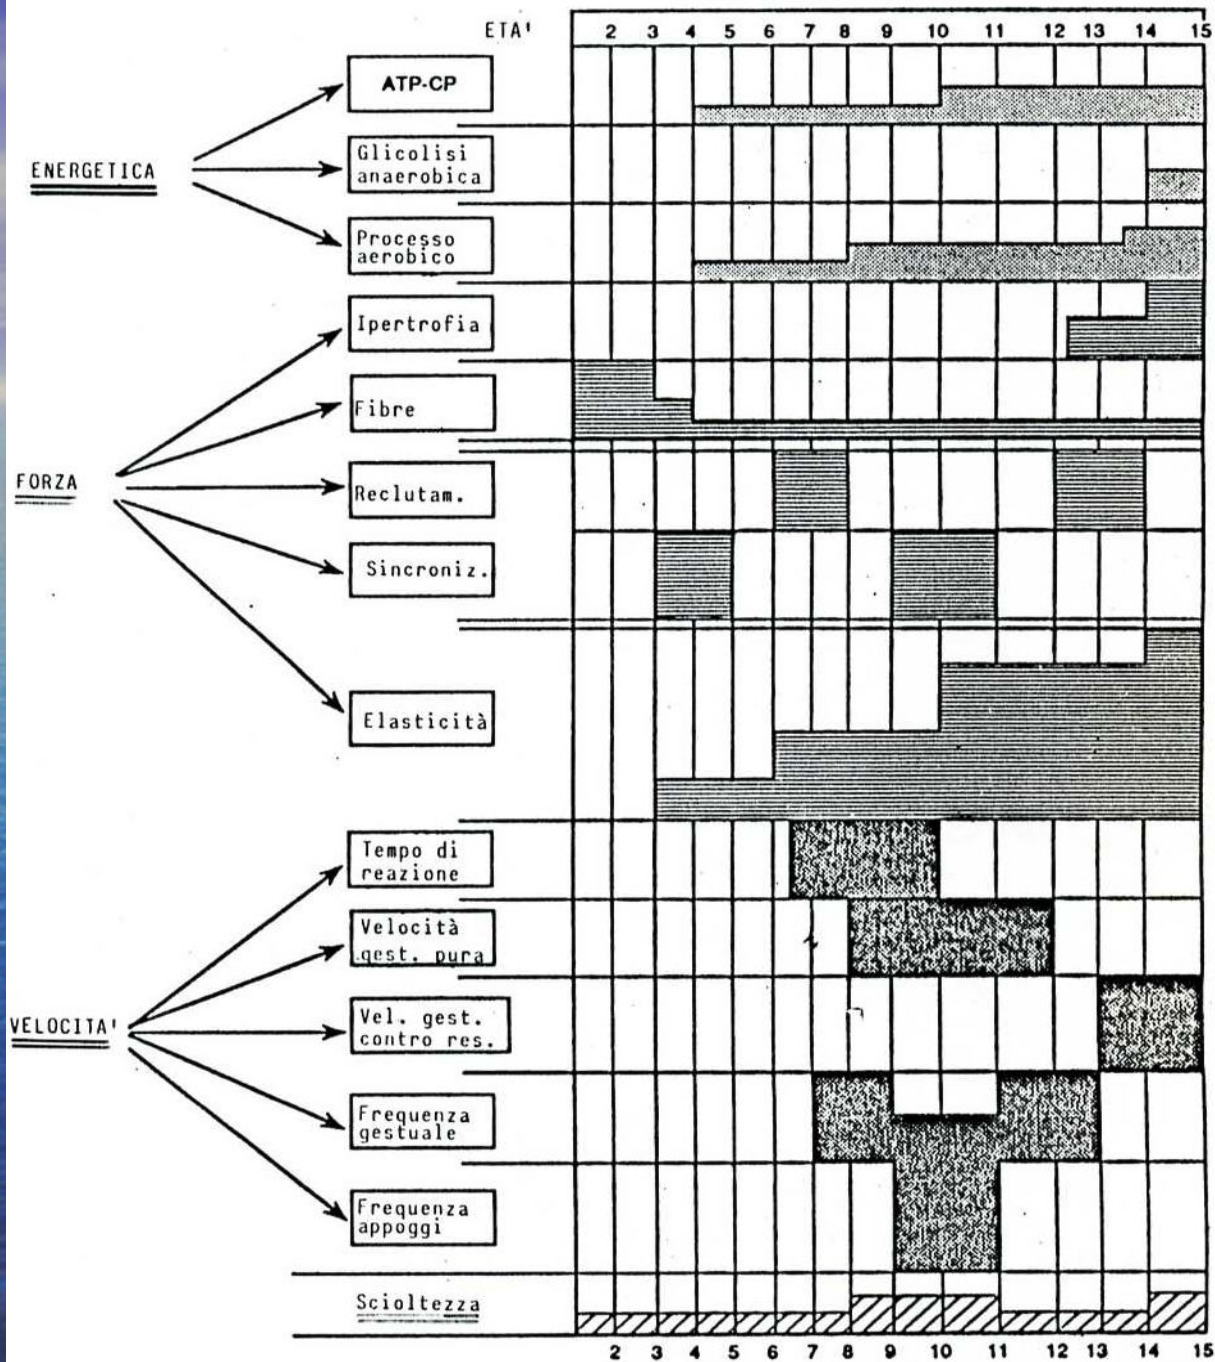 ETA' 2 3 4 5 6 7 8 9 10 11 12 13 14 15
ATP-CP
ENERGETICA
Glicolisi
anaerobica
Processo
aerobico
Ipertrofia
Fibre
FORZA
Reclutam.
Sincroniz.
Elasticità
Tempo di
reazione
Velocità
gest. pura
VELOCITA'
Vel. gest.
contro res.
Frequenza
gestuale
Frequenza
appoggi
Scioltezza
2 3 4 5 6 7 8 9 10 11 12 13 14 15